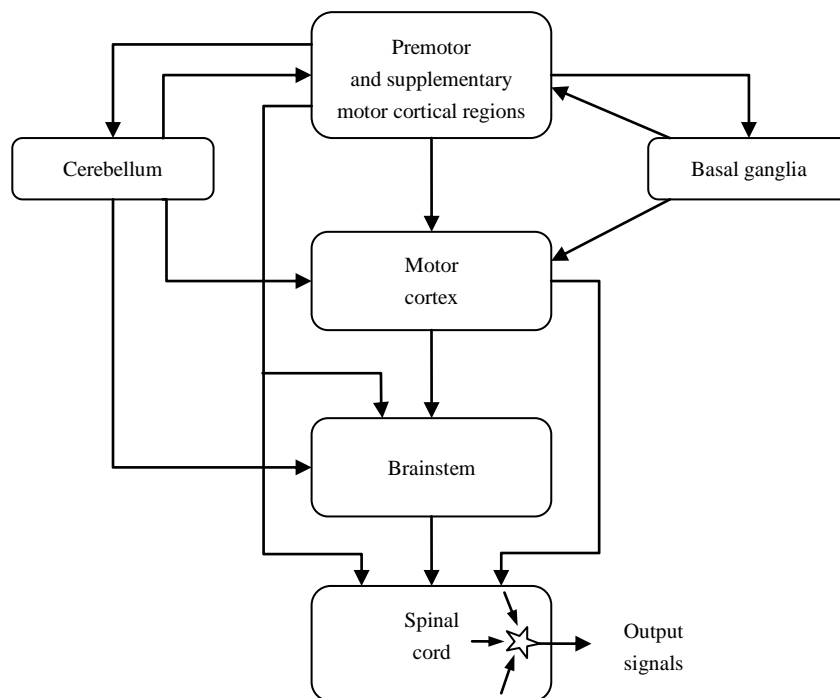 Premotor
and supplementary
motor cortical regions
Cerebellum
Basal ganglia
Motor
cortex
Brainstem
Spinal
cord
Output
signals